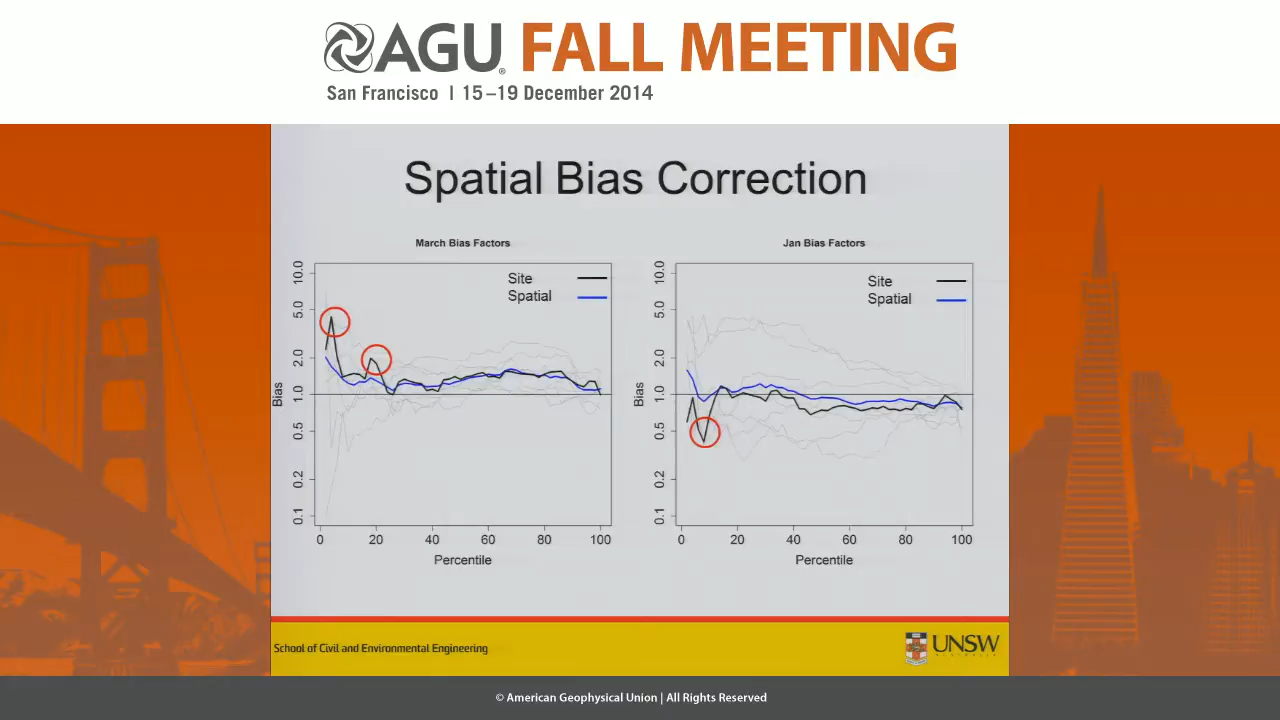 AGU FALL MEETING
San Francisco | 15–19 December 2014
Spatial Bias Correction
March Bias Factors
Site
Spatial
Bias
10.0
5.0
2.0
1.0
0.5
0.2
0.1
0 20 40 60 80 100
Percentile
Jan Bias Factors
Site
Spatial
Bias
10.0
5.0
2.0
1.0
0.5
0.2
0.1
0 20 40 60 80 100
Percentile
School of Civil and Environmental Engineering
UNSW
AUSTRALIA
© American Geophysical Union | All Rights Reserved